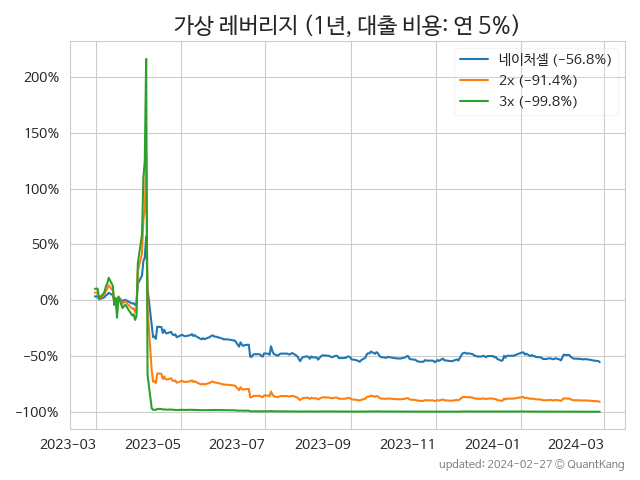 가상 레버리지 (1년, 대출 비용: 연 5%)
네이처셀 (-56.8%)
2x (-91.4%)
3x (-99.8%)
200%
150%
100%
50%
0%
-50%
-100%
2023-03 2023-05 2023-07 2023-09 2023-11 2024-01 2024-03
updated: 2024-02-27 © QuantKang